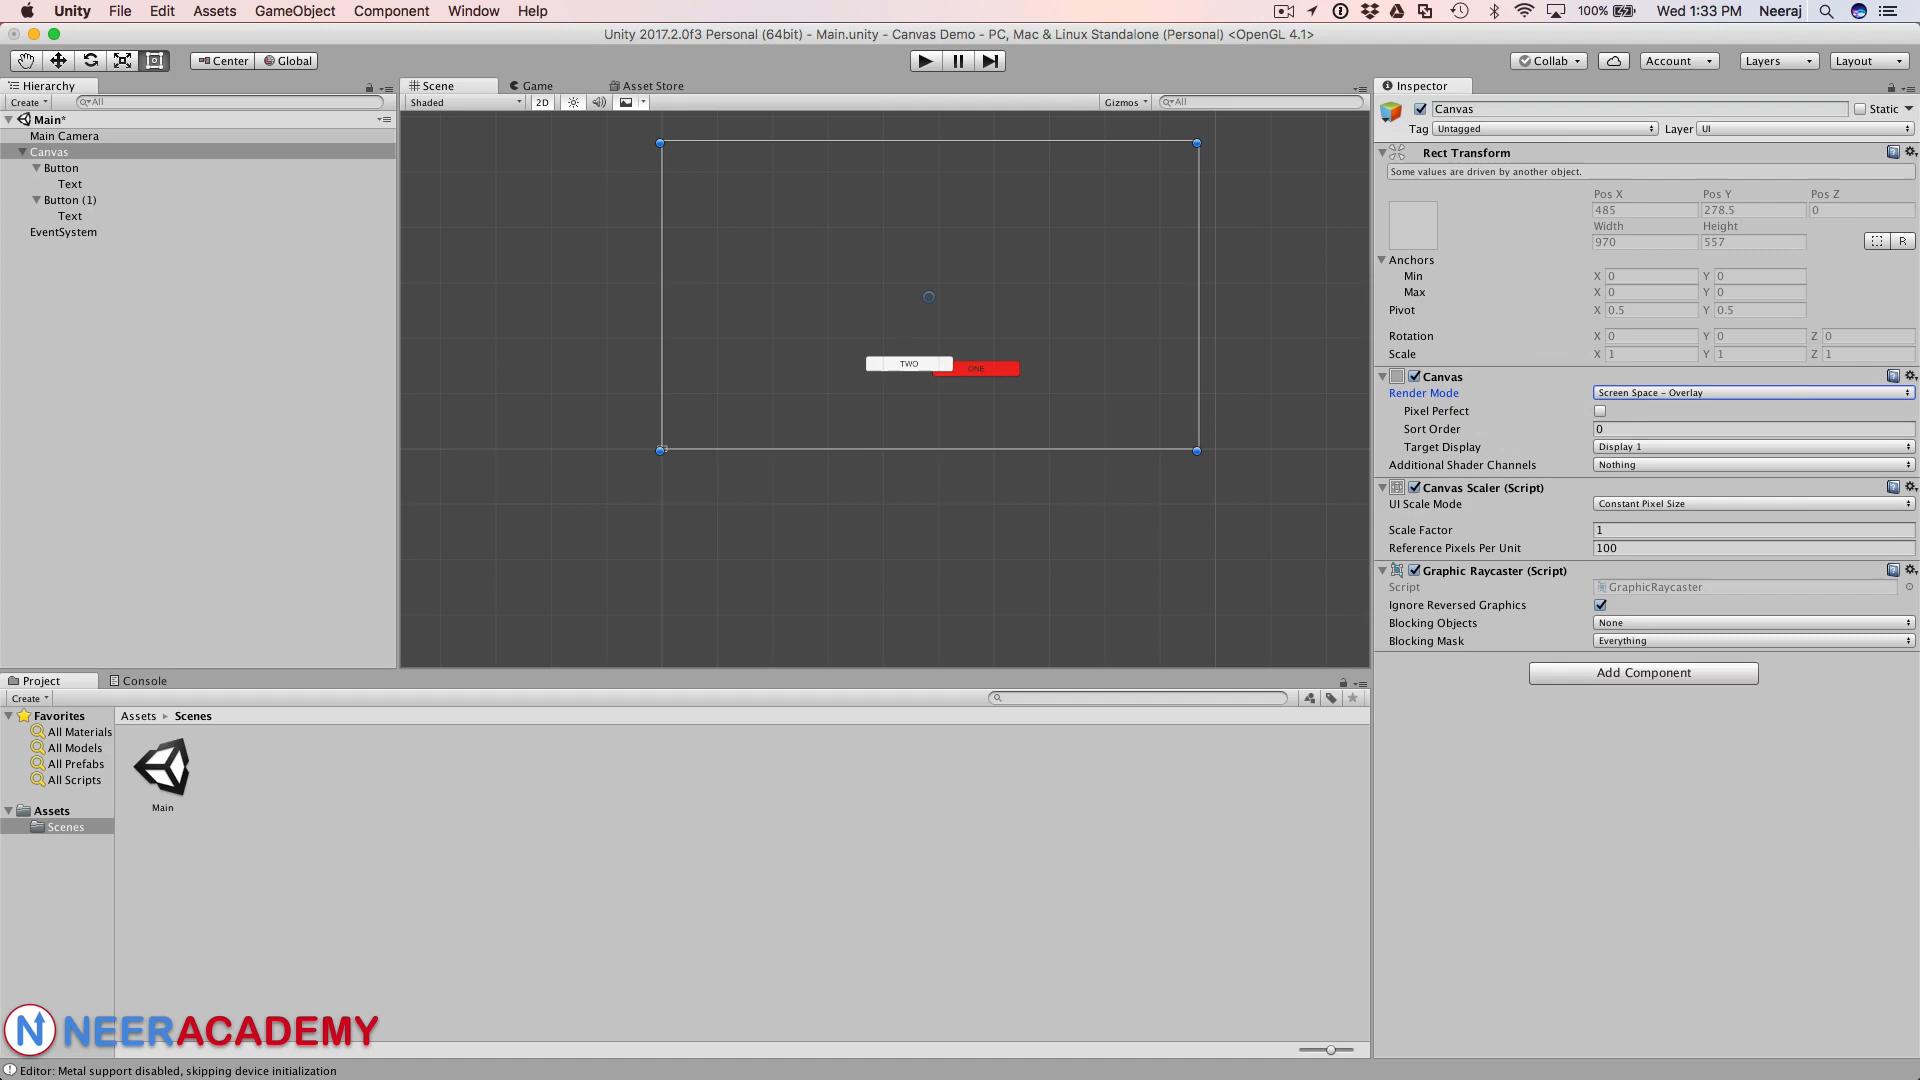 Unity File Edit Assets GameObject Component Window Help 100% Wed 1:33 PM Neeraj
Unity 2017.2.0f3 Personal (64bit) - Main.unity - Canvas Demo - PC, Mac & Linux Standalone (Personal) <OpenGL 4.1>
Center Global Collab Account Layers Layout
Hierarchy
Create All
Main*
Main Camera
Canvas
Button
Text
Button (1)
Text
EventSystem
Scene Game Asset Store
Shaded 2D Gizmos All
TWO
ONE
Inspector
Canvas Static
Tag Untagged Layer UI
Rect Transform
Some values are driven by another object.
Pos X Pos Y Pos Z
485 278.5 0
Width Height
970 557 R
Anchors
Min X 0 Y 0
Max X 0 Y 0
Pivot X 0.5 Y 0.5
Rotation X 0 Y 0 Z 0
Scale X 1 Y 1 Z 1
Canvas
Render Mode Screen Space - Overlay
Pixel Perfect
Sort Order 0
Target Display Display 1
Additional Shader Channels Nothing
Canvas Scaler (Script)
UI Scale Mode Constant Pixel Size
Scale Factor 1
Reference Pixels Per Unit 100
Graphic Raycaster (Script)
Script GraphicRaycaster
Ignore Reversed Graphics
Blocking Objects None
Blocking Mask Everything
Add Component
Project Console
Create
Favorites
All Materials
All Models
All Prefabs
All Scripts
Assets
Scenes
Assets Scenes
Main
N NEERACADEMY
Editor: Metal support disabled, skipping device initialization